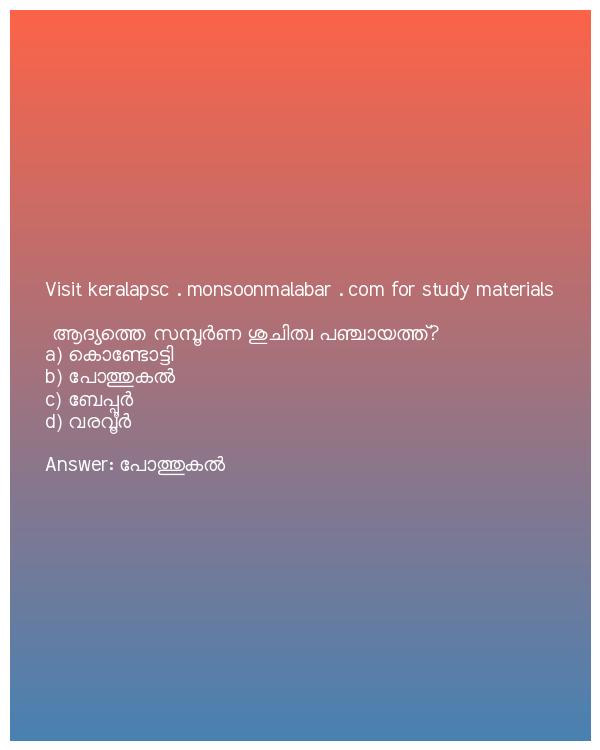 Visit keralapsc . monsoonmalabar . com for study materials
ആദ്യത്തെ സമ്പൂർണ ശുചിത്വ പഞ്ചായത്ത്?
a) കൊണ്ടോട്ടി
b) പോത്തുകൽ
c) ബേപ്പൂർ
d) വരവൂർ
Answer: പോത്തുകൽ